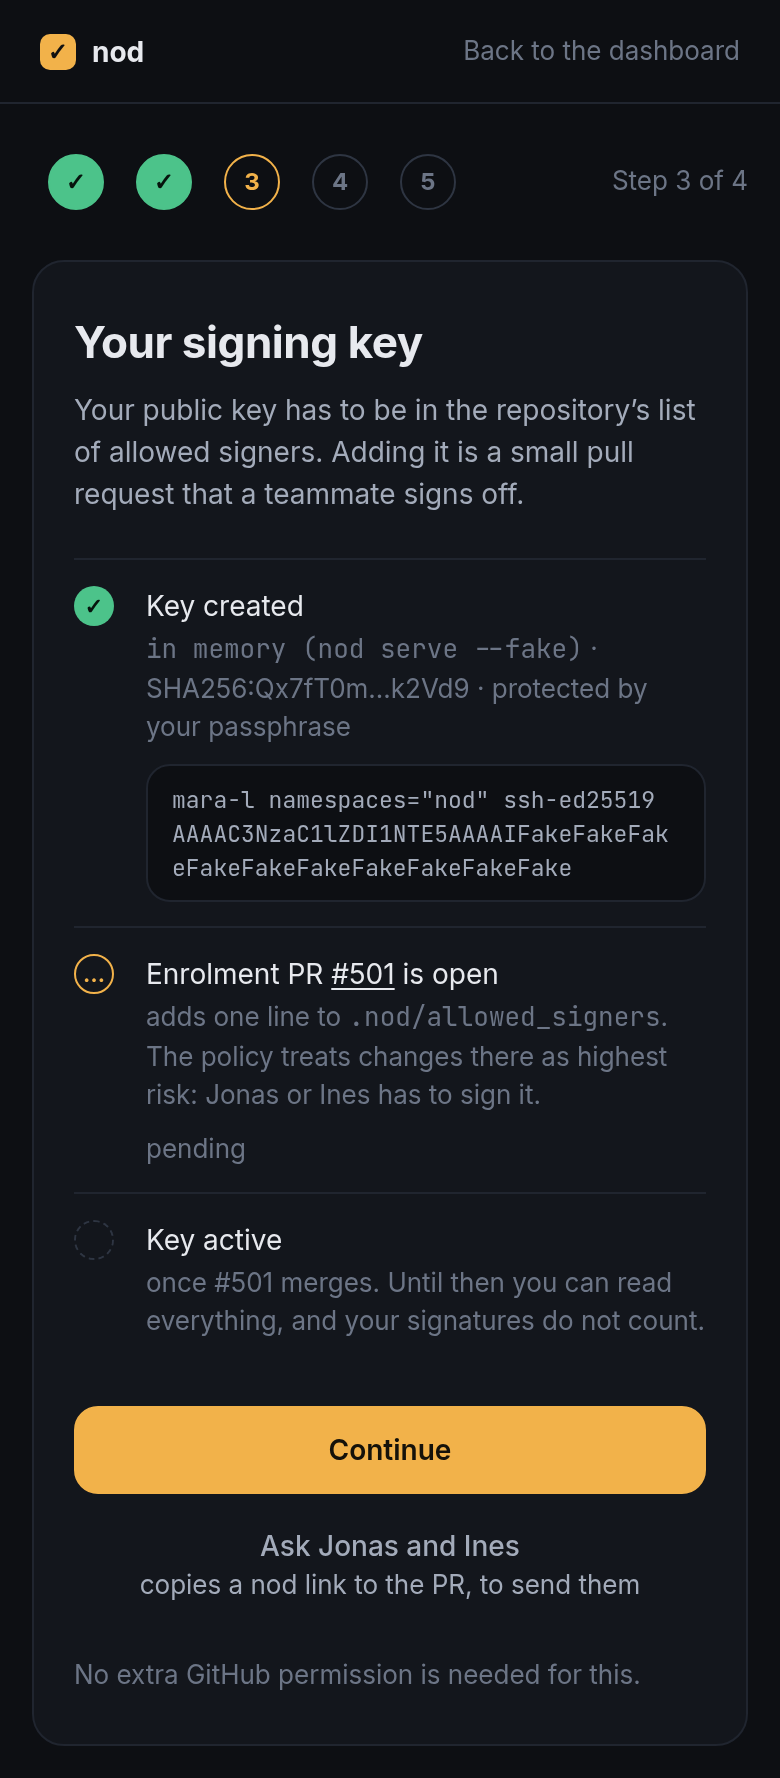 ✓ nod
Back to the dashboard
✓ ✓ 3 4 5
Step 3 of 4
Your signing key
Your public key has to be in the repository’s list
of allowed signers. Adding it is a small pull
request that a teammate signs off.
✓ Key created
in memory (nod serve --fake) ·
SHA256:Qx7fT0m…k2Vd9 · protected by
your passphrase
mara-l namespaces="nod" ssh-ed25519
AAAAC3NzaC1lZDI1NTE5AAAAIFakeFakeFak
eFakeFakeFakeFakeFakeFakeFake
… Enrolment PR #501 is open
adds one line to .nod/allowed_signers.
The policy treats changes there as highest
risk: Jonas or Ines has to sign it.
pending
Key active
once #501 merges. Until then you can read
everything, and your signatures do not count.
Continue
Ask Jonas and Ines
copies a nod link to the PR, to send them
No extra GitHub permission is needed for this.